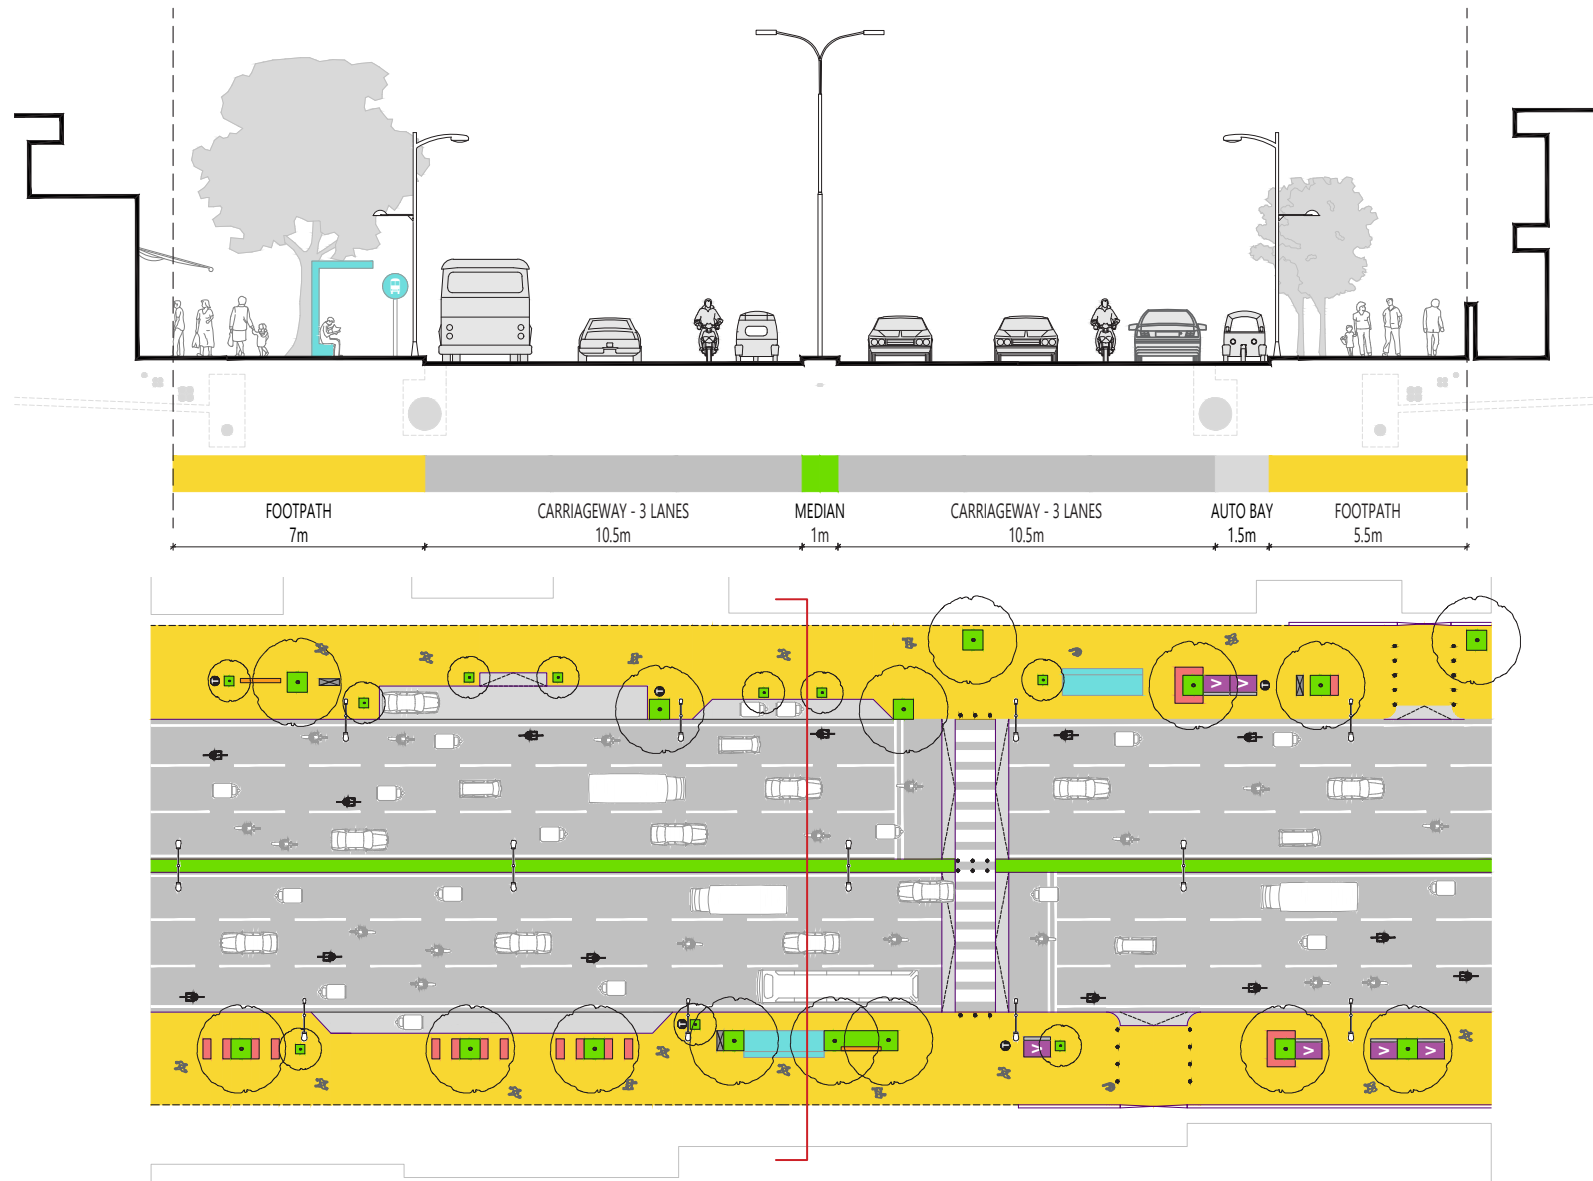 FOOTPATH
7m
CARRIAGEWAY - 3 LANES
10.5m
MEDIAN
1m
CARRIAGEWAY - 3 LANES
10.5m
AUTO BAY
1.5m
FOOTPATH
5.5m
V V
V
V
V V